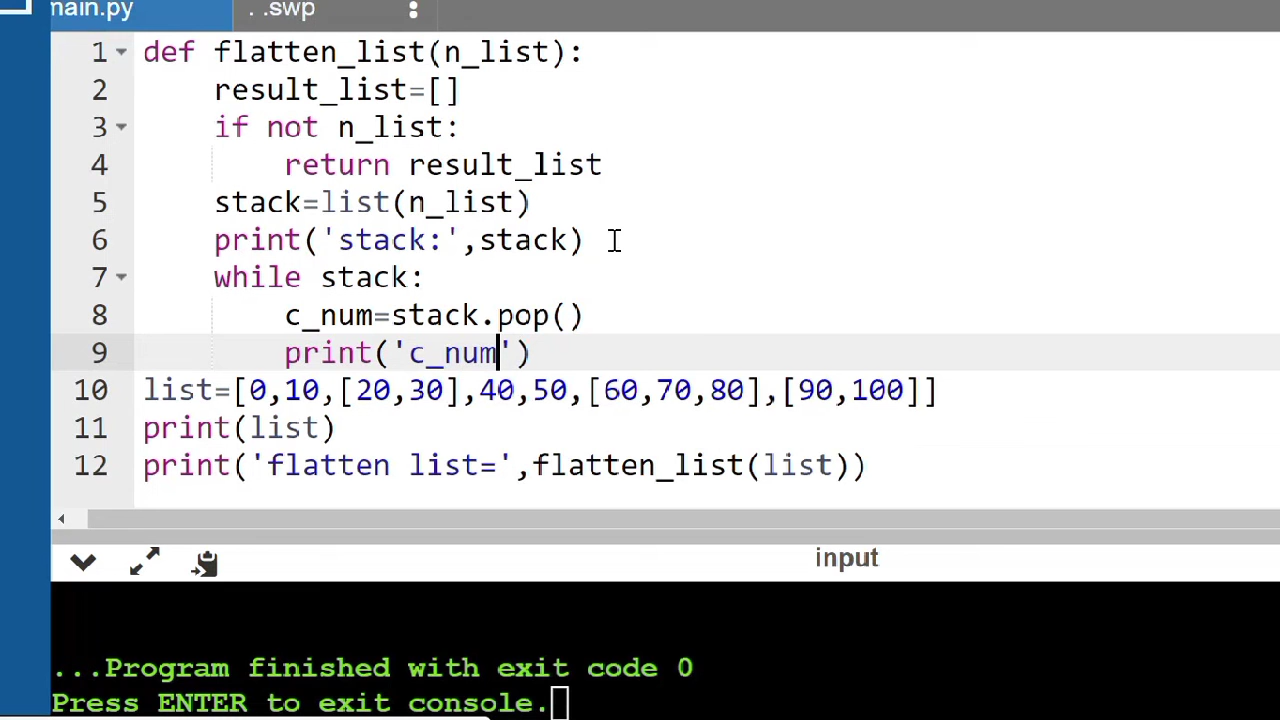 main.py . .swp
1 def flatten_list(n_list):
2 result_list=[]
3 if not n_list:
4 return result_list
5 stack=list(n_list)
6 print('stack:',stack)
7 while stack:
8 c_num=stack.pop()
9 print('c_num')
10 list=[0,10,[20,30],40,50,[60,70,80],[90,100]]
11 print(list)
12 print('flatten list=',flatten_list(list))
input
...Program finished with exit code 0
Press ENTER to exit console.